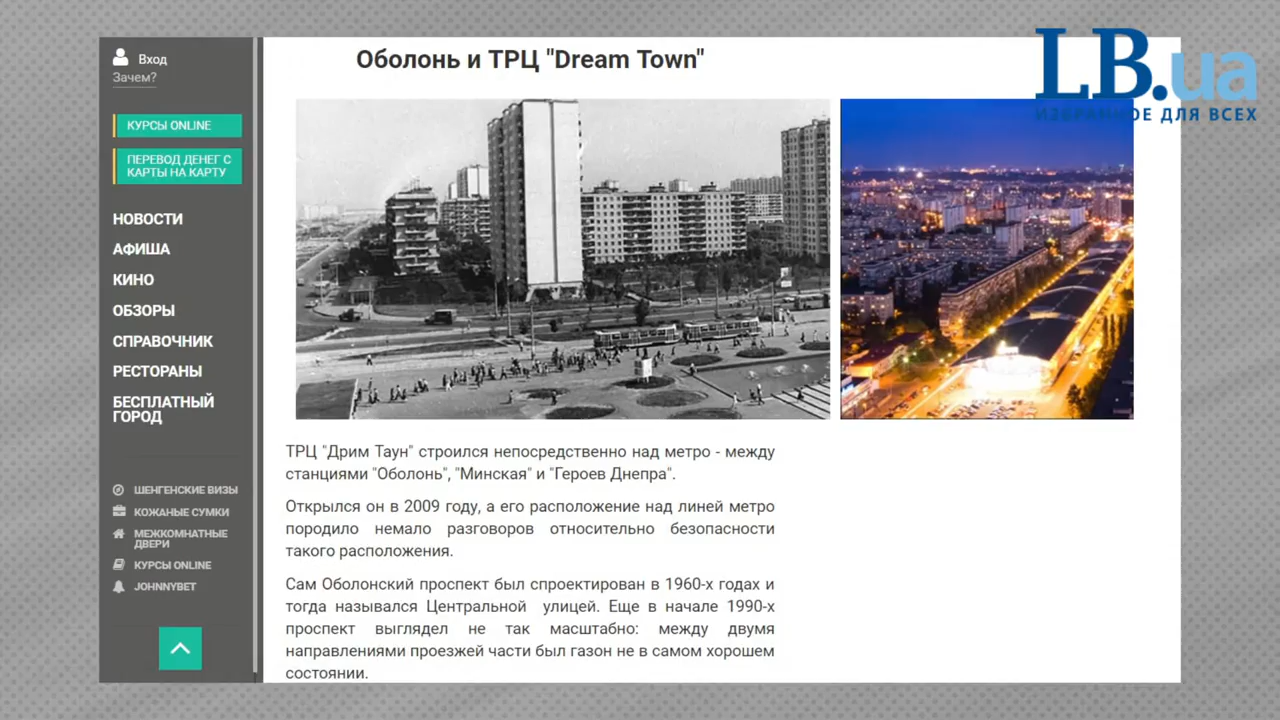 Вход
Зачем?
КУРСЫ ONLINE
ПЕРЕВОД ДЕНЕГ С
КАРТЫ НА КАРТУ
НОВОСТИ
АФИША
КИНО
ОБЗОРЫ
СПРАВОЧНИК
РЕСТОРАНЫ
БЕСПЛАТНЫЙ
ГОРОД
ШЕНГЕНСКИЕ ВИЗЫ
КОЖАНЫЕ СУМКИ
МЕЖКОМНАТНЫЕ
ДВЕРИ
КУРСЫ ONLINE
JOHNNYBET
Оболонь и ТРЦ "Dream Town"
LB.ua
ИЗБРАННОЕ ДЛЯ ВСЕХ
ТРЦ "Дрим Таун" строился непосредственно над метро - между
станциями "Оболонь", "Минская" и "Героев Днепра".
Открылся он в 2009 году, а его расположение над линей метро
породило немало разговоров относительно безопасности
такого расположения.
Сам Оболонский проспект был спроектирован в 1960-х годах и
тогда назывался Центральной улицей. Еще в начале 1990-х
проспект выглядел не так масштабно: между двумя
направлениями проезжей части был газон не в самом хорошем
состоянии.